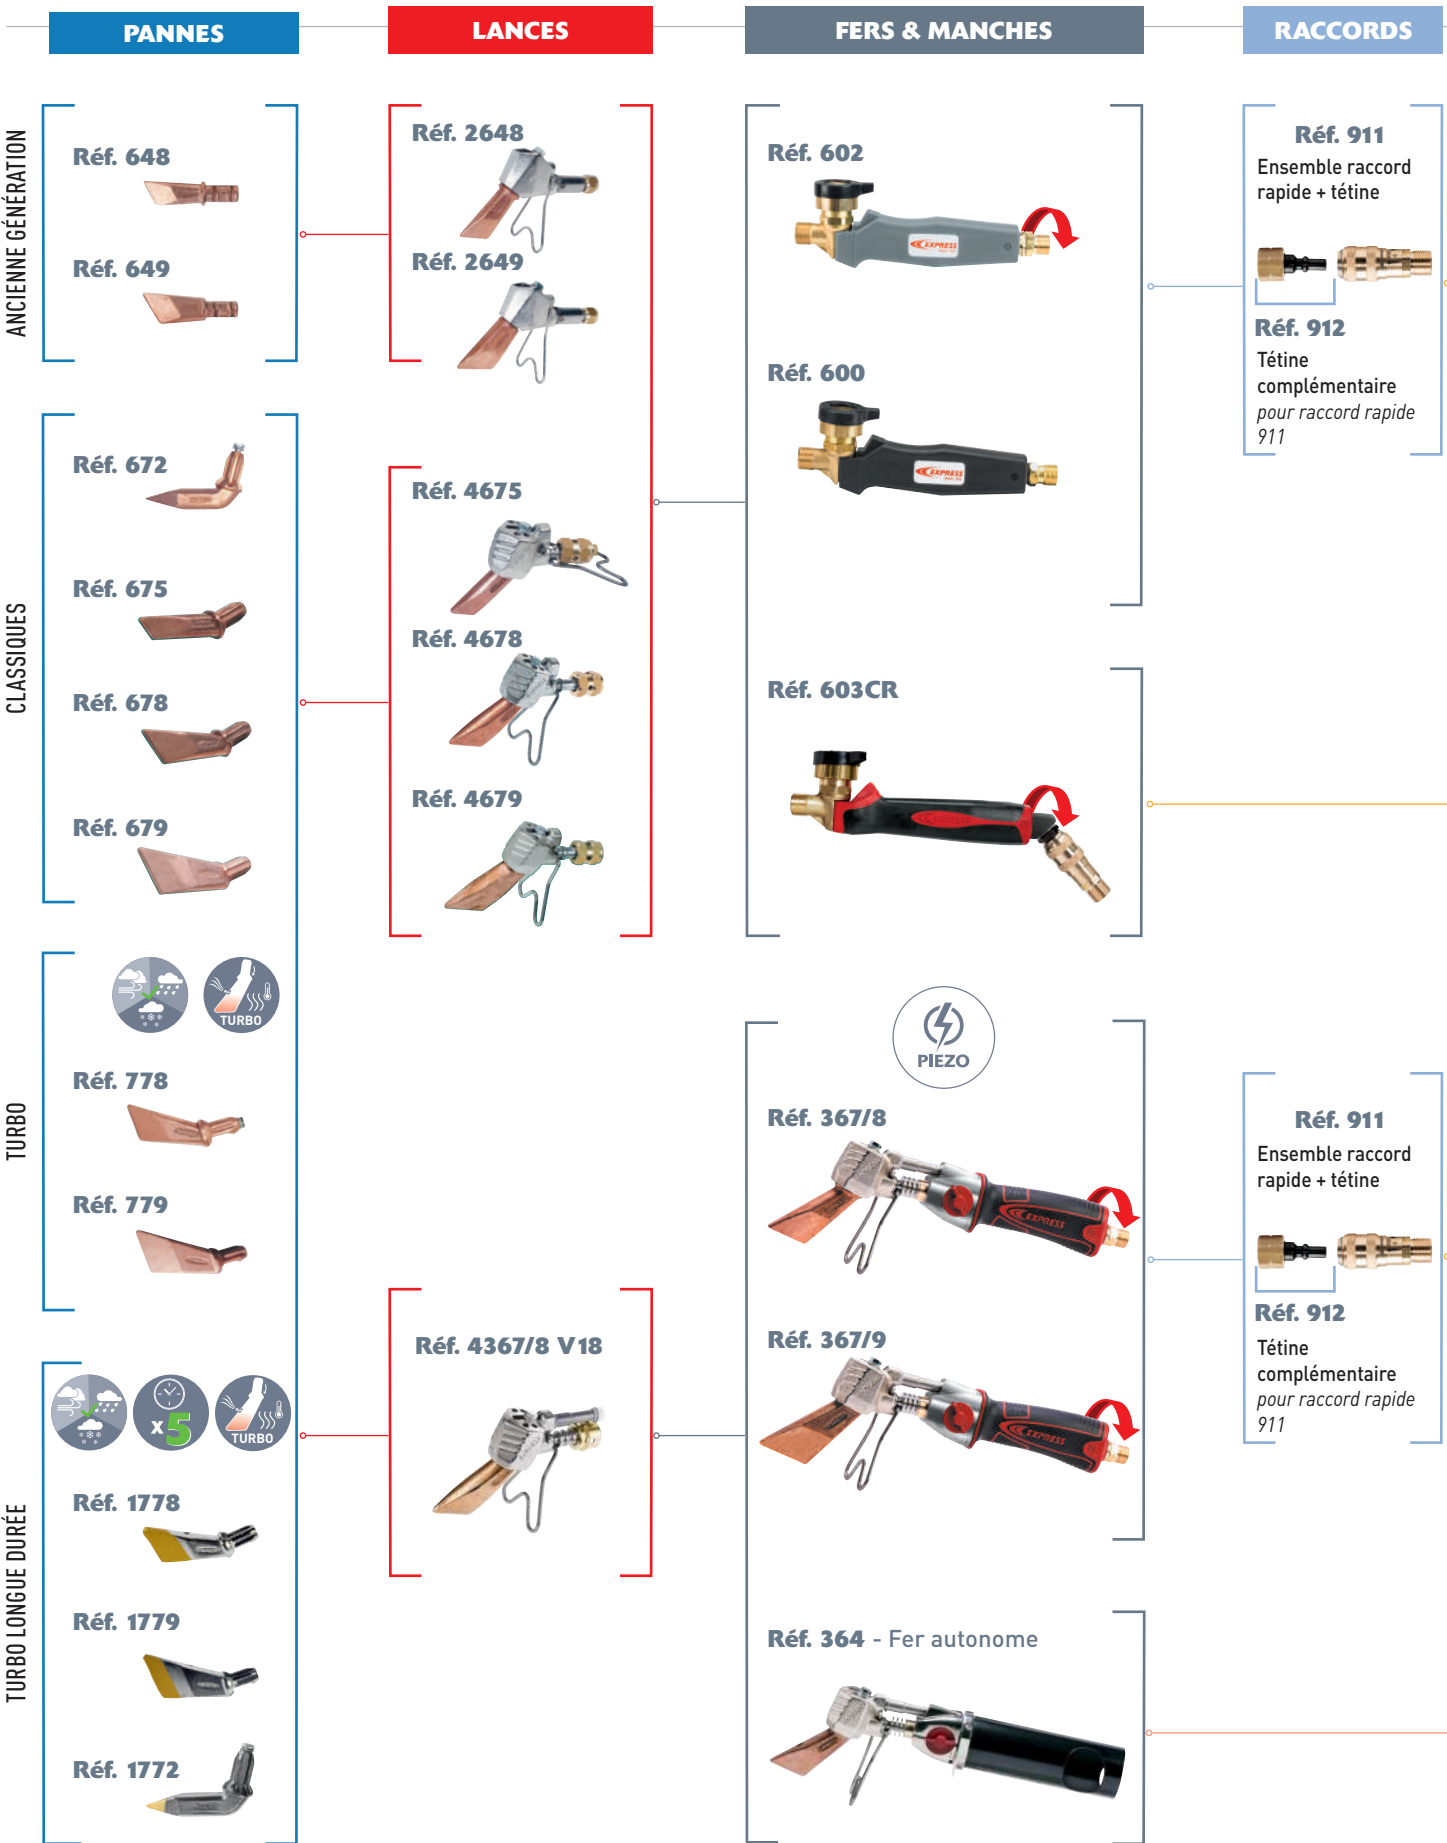 PANNES
LANCES
FERS & MANCHES
RACCORDS
ANCIENNE GÉNÉRATION
Réf. 648
Réf. 649
Réf. 2648
Réf. 2649
Réf. 602
EXPRESS
Réf. 600
EXPRESS
Réf. 911
Ensemble raccord
rapide + tétine
Réf. 912
Tétine
complémentaire
pour raccord rapide
911
CLASSIQUES
Réf. 672
Réf. 675
Réf. 678
Réf. 679
Réf. 4675
Réf. 4678
Réf. 4679
Réf. 603CR
EXPRESS
TURBO
TURBO
Réf. 778
Réf. 779
PIEZO
Réf. 367/8
EXPRESS
Réf. 367/9
EXPRESS
Réf. 911
Ensemble raccord
rapide + tétine
Réf. 912
Tétine
complémentaire
pour raccord rapide
911
TURBO LONGUE DURÉE
x5
TURBO
Réf. 1778
Réf. 1779
Réf. 1772
Réf. 4367/8 V18
Réf. 364 - Fer autonome